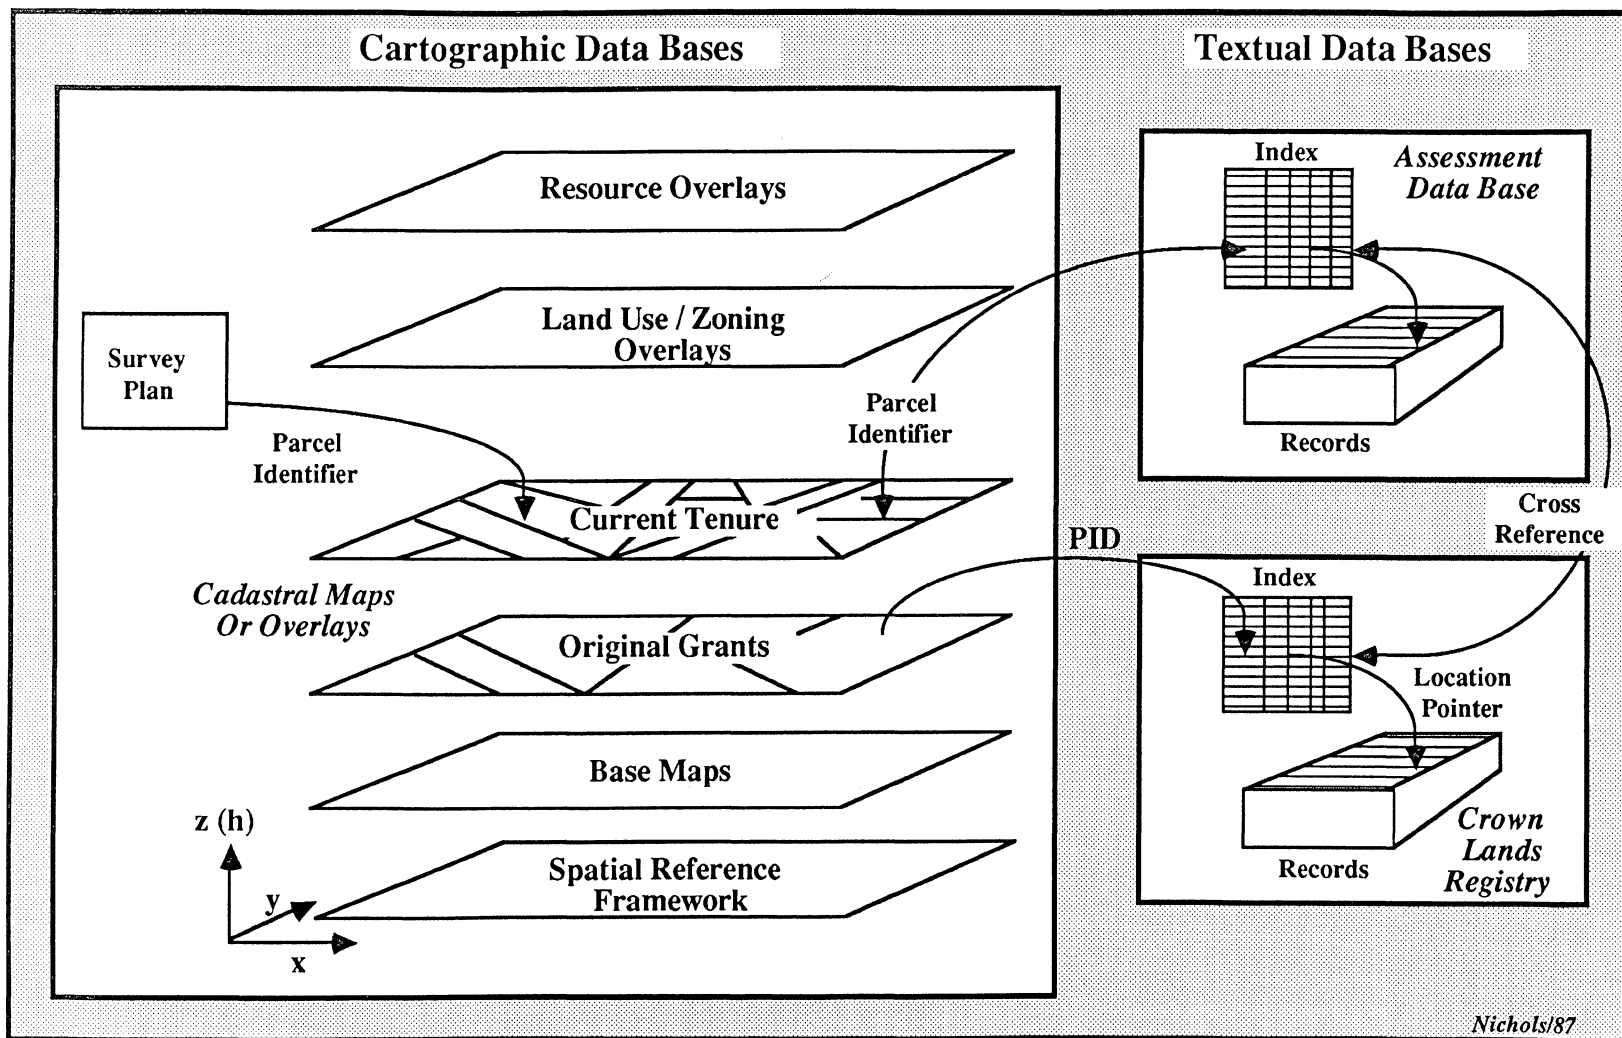 Cartographic Data Bases
Textual Data Bases
Resource Overlays
Land Use / Zoning
Overlays
Survey
Plan
Parcel
Identifier
Parcel
Identifier
Current Tenure
Cadastral Maps
Or Overlays
Original Grants
Base Maps
Spatial Reference
Framework
z (h)
y
x
Index
Assessment
Data Base
Records
Cross
Reference
PID
Index
Location
Pointer
Records
Crown
Lands
Registry
Nichols/87